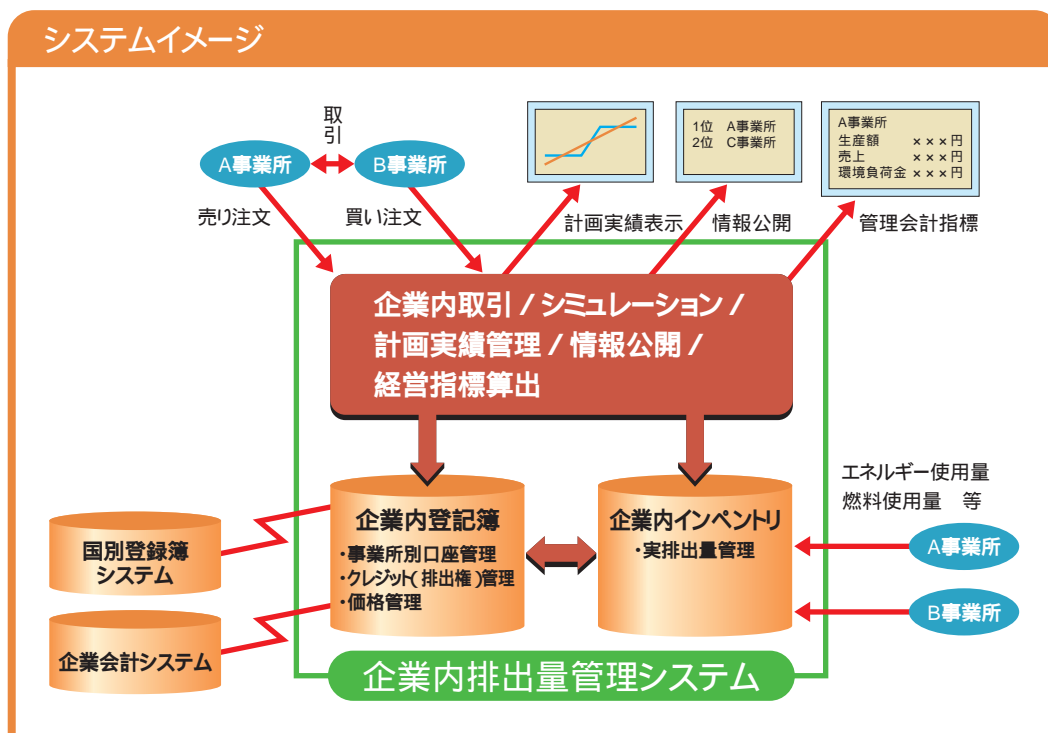 システムイメージ
取引
A事業所
B事業所
売り注文
買い注文
1位 A事業所
2位 C事業所
A事業所
生産額 ×××円
売上 ×××円
環境負荷金 ×××円
計画実績表示
情報公開
管理会計指標
企業内取引 / シミュレーション /
計画実績管理 / 情報公開 /
経営指標算出
エネルギー使用量
燃料使用量 等
国別登録簿
システム
企業会計システム
企業内登記簿
・事業所別口座管理
・クレジット(排出権)管理
・価格管理
企業内インベントリ
・実排出量管理
A事業所
B事業所
企業内排出量管理システム